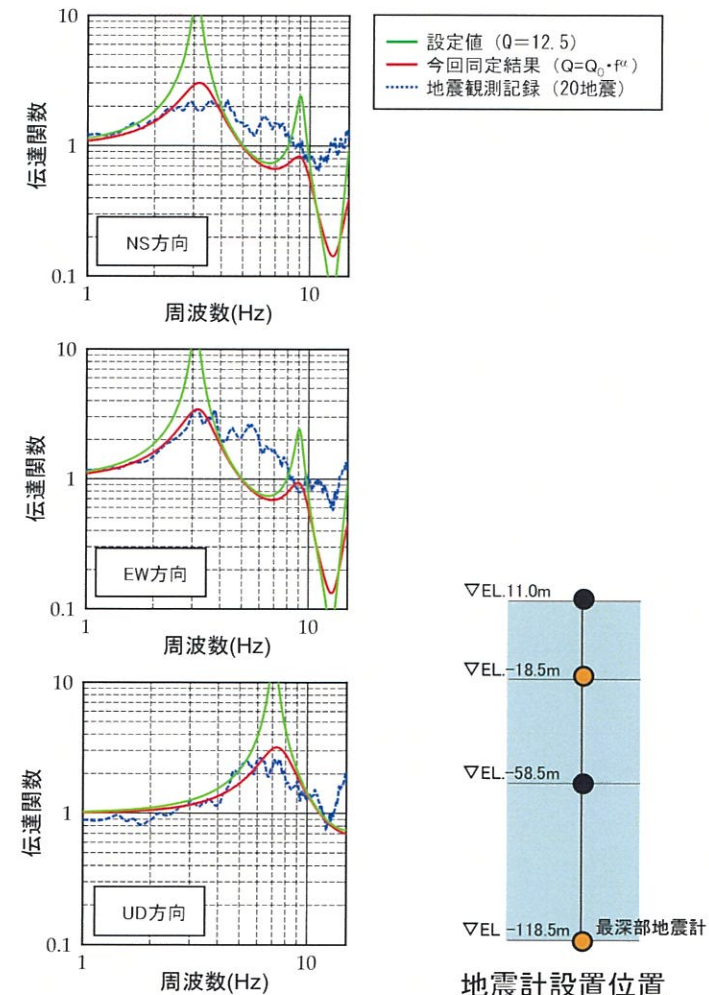 設定値（Q＝12.5）
今回同定結果（Q=Q₀・fᵅ）
地震観測記録（20地震）
10
1
0.1
伝達関数
NS方向
1
10
周波数(Hz)
10
1
0.1
伝達関数
EW方向
1
10
周波数(Hz)
10
1
0.1
伝達関数
UD方向
1
10
周波数(Hz)
▽EL.11.0m
▽EL.-18.5m
▽EL.-58.5m
▽EL -118.5m 最深部地震計
地震計設置位置